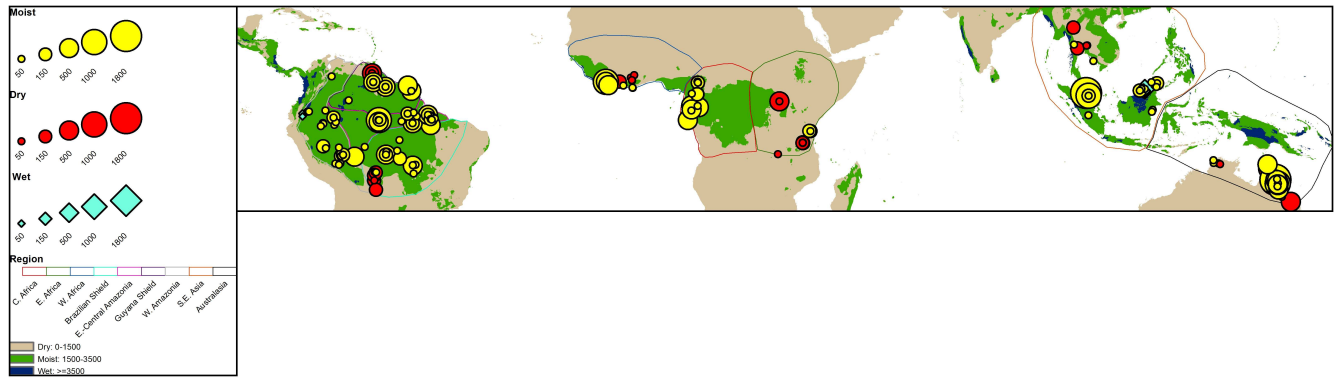 Moist
50 150 500 1000 1800
Dry
50 150 500 1000 1800
Wet
50 150 500 1000 1800
Region
C. Africa
E. Africa
W. Africa
Brazilian Shield
E.-Central Amazonia
Guyana Shield
W. Amazonia
S.E. Asia
Australasia
Dry: 0-1500
Moist: 1500-3500
Wet: >=3500